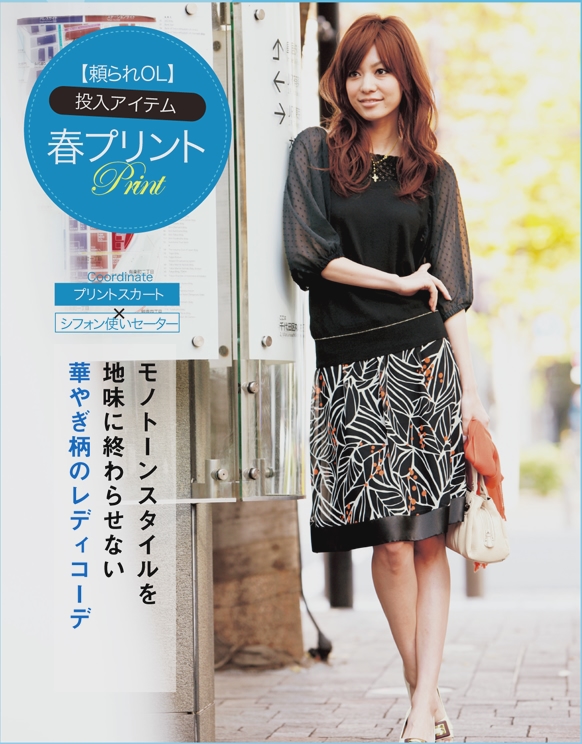 【頼られOL】
投入アイテム
春プリント
Print
Coordinate
プリントスカート
×
シフォン使いセーター
モノトーンスタイルを
地味に終わらせない
華やぎ柄のレディコーデ